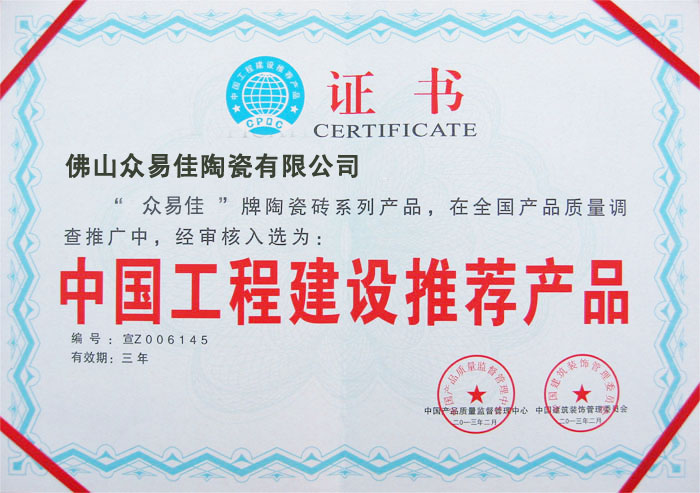 中国工程建设推荐产品
CPQC
证书
CERTIFICATE
佛山众易佳陶瓷有限公司
“众易佳”牌陶瓷砖系列产品，在全国产品质量调
查推广中，经审核入选为：
中国工程建设推荐产品
编号：宣Z006145
有效期：三年
中国产品质量监督管理中心
中国建筑装饰管理委员会
中国产品质量监督管理中心 中国建筑装饰管理委员会
二〇一三年二月 二〇一三年二月